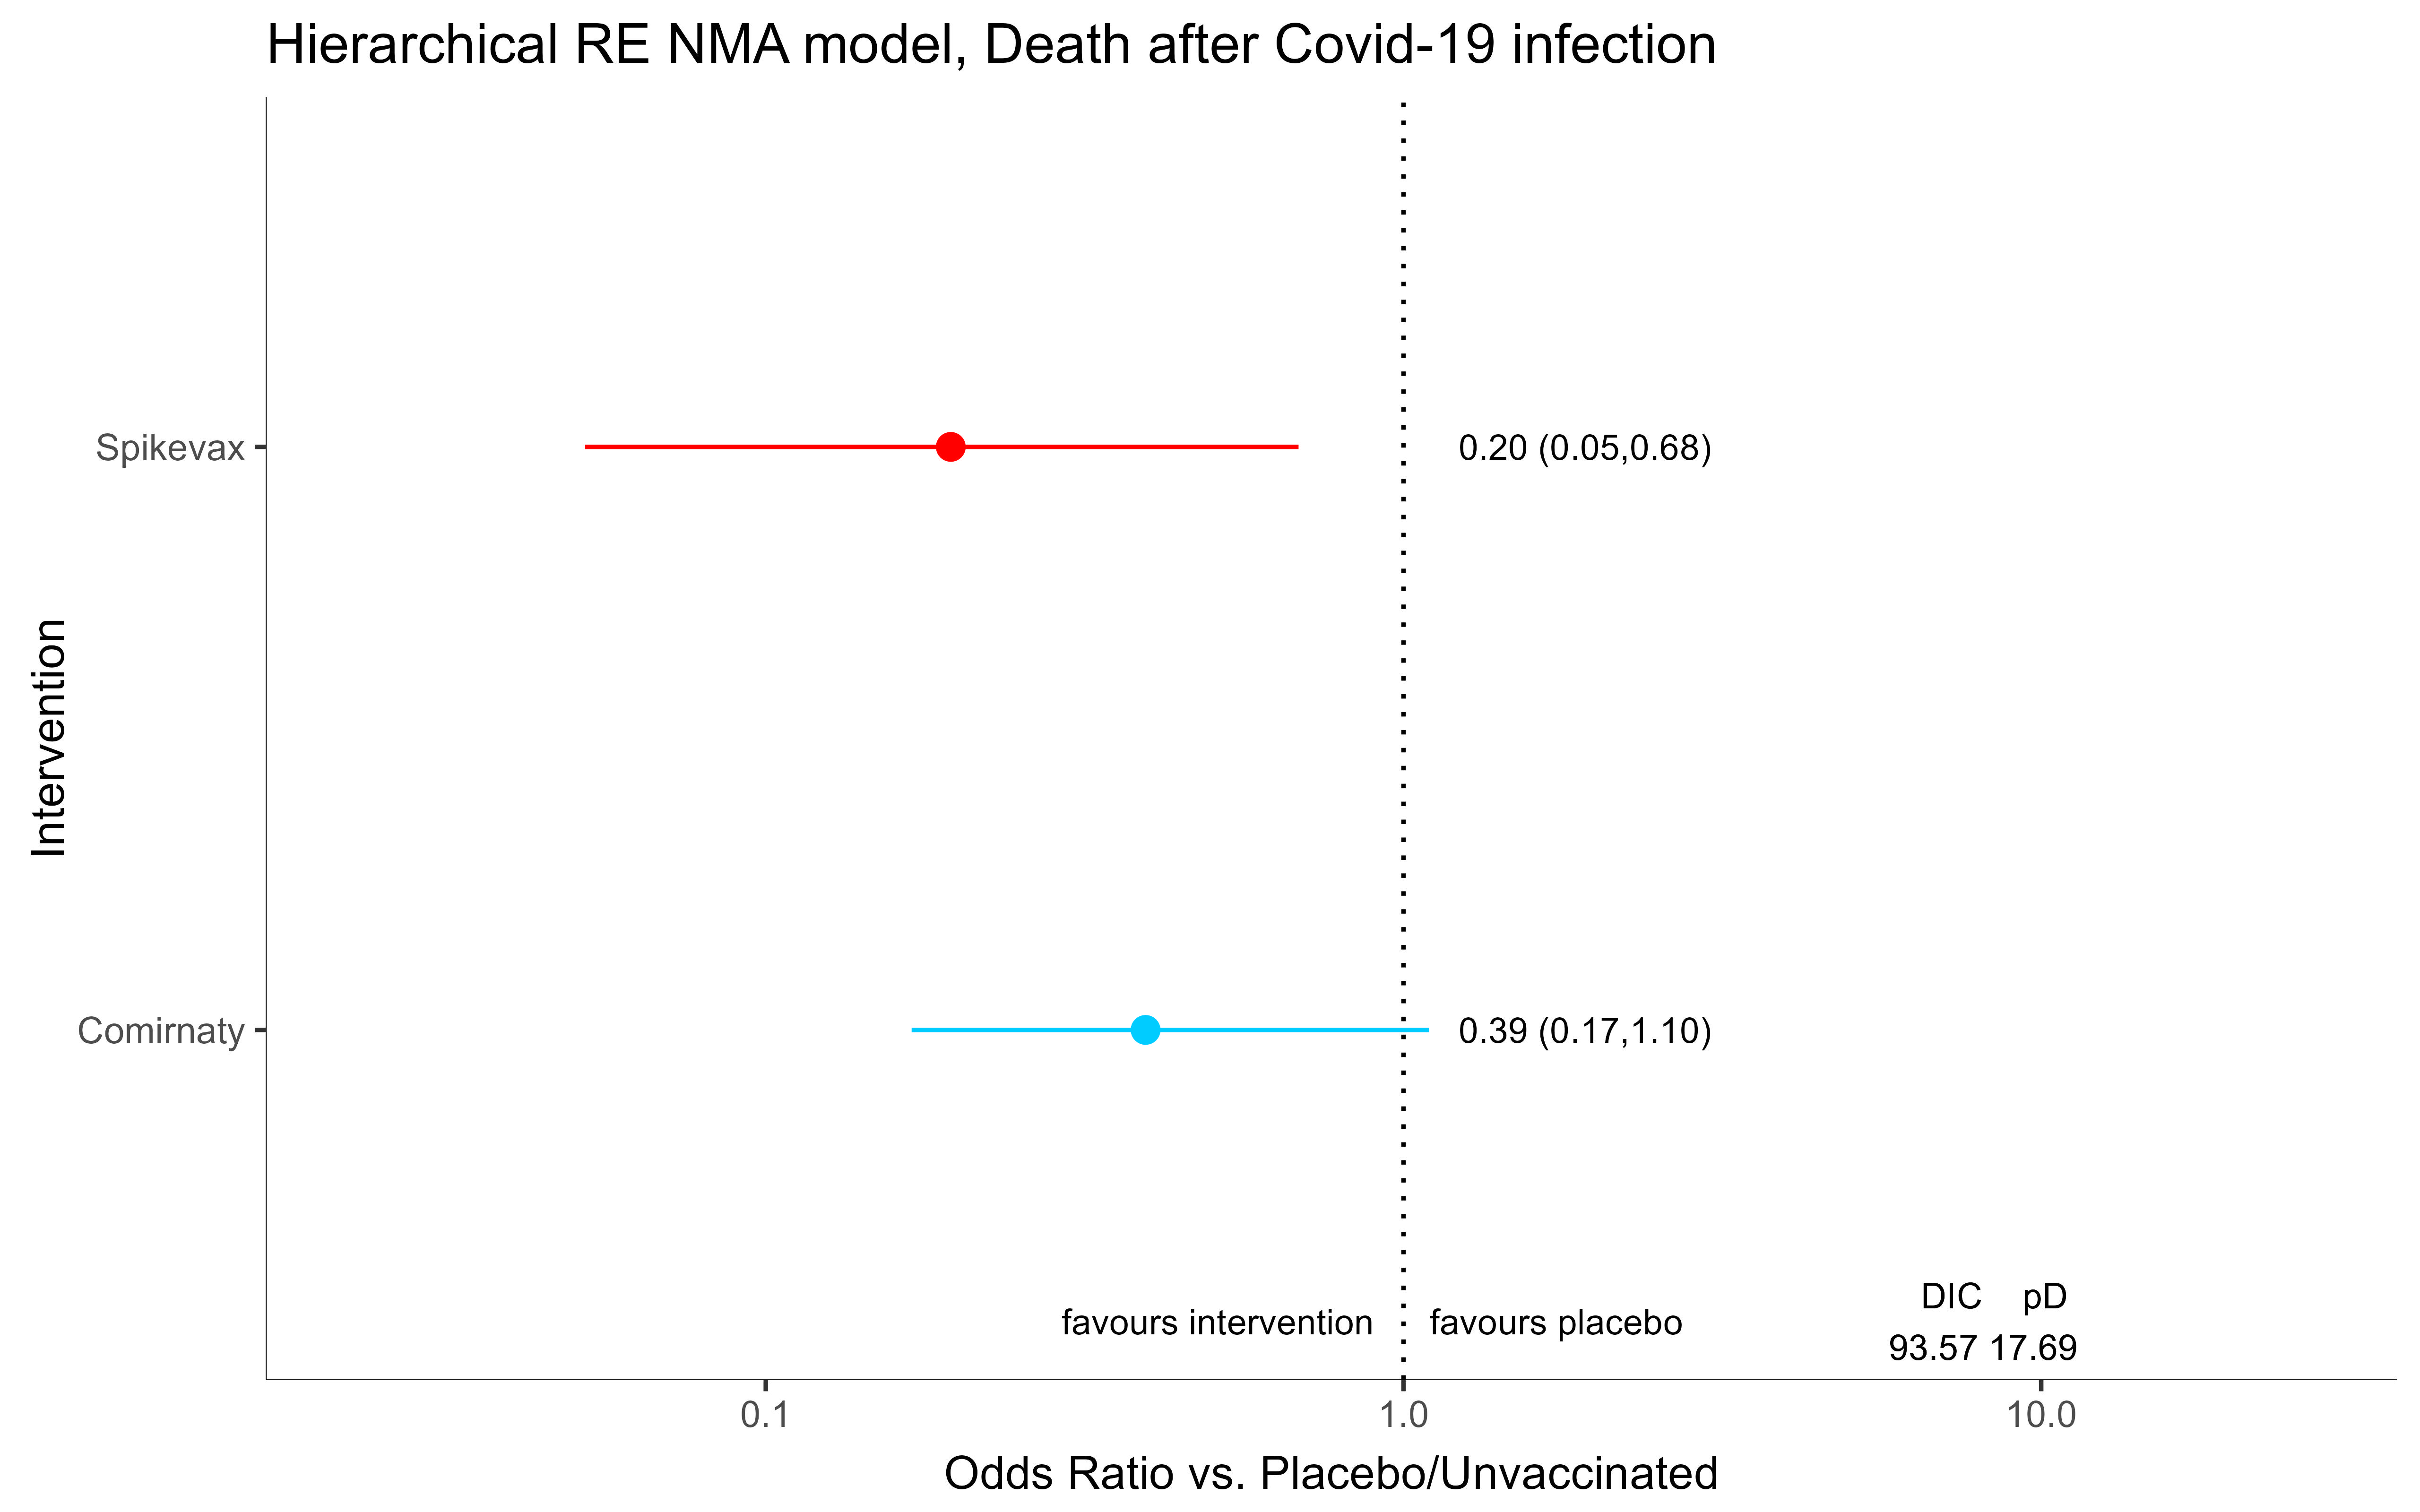 Hierarchical RE NMA model, Death after Covid-19 infection
Intervention
Spikevax
0.20 (0.05,0.68)
Comirnaty
0.39 (0.17,1.10)
favours intervention
favours placebo
DIC pD
93.57 17.69
0.1
1.0
10.0
Odds Ratio vs. Placebo/Unvaccinated